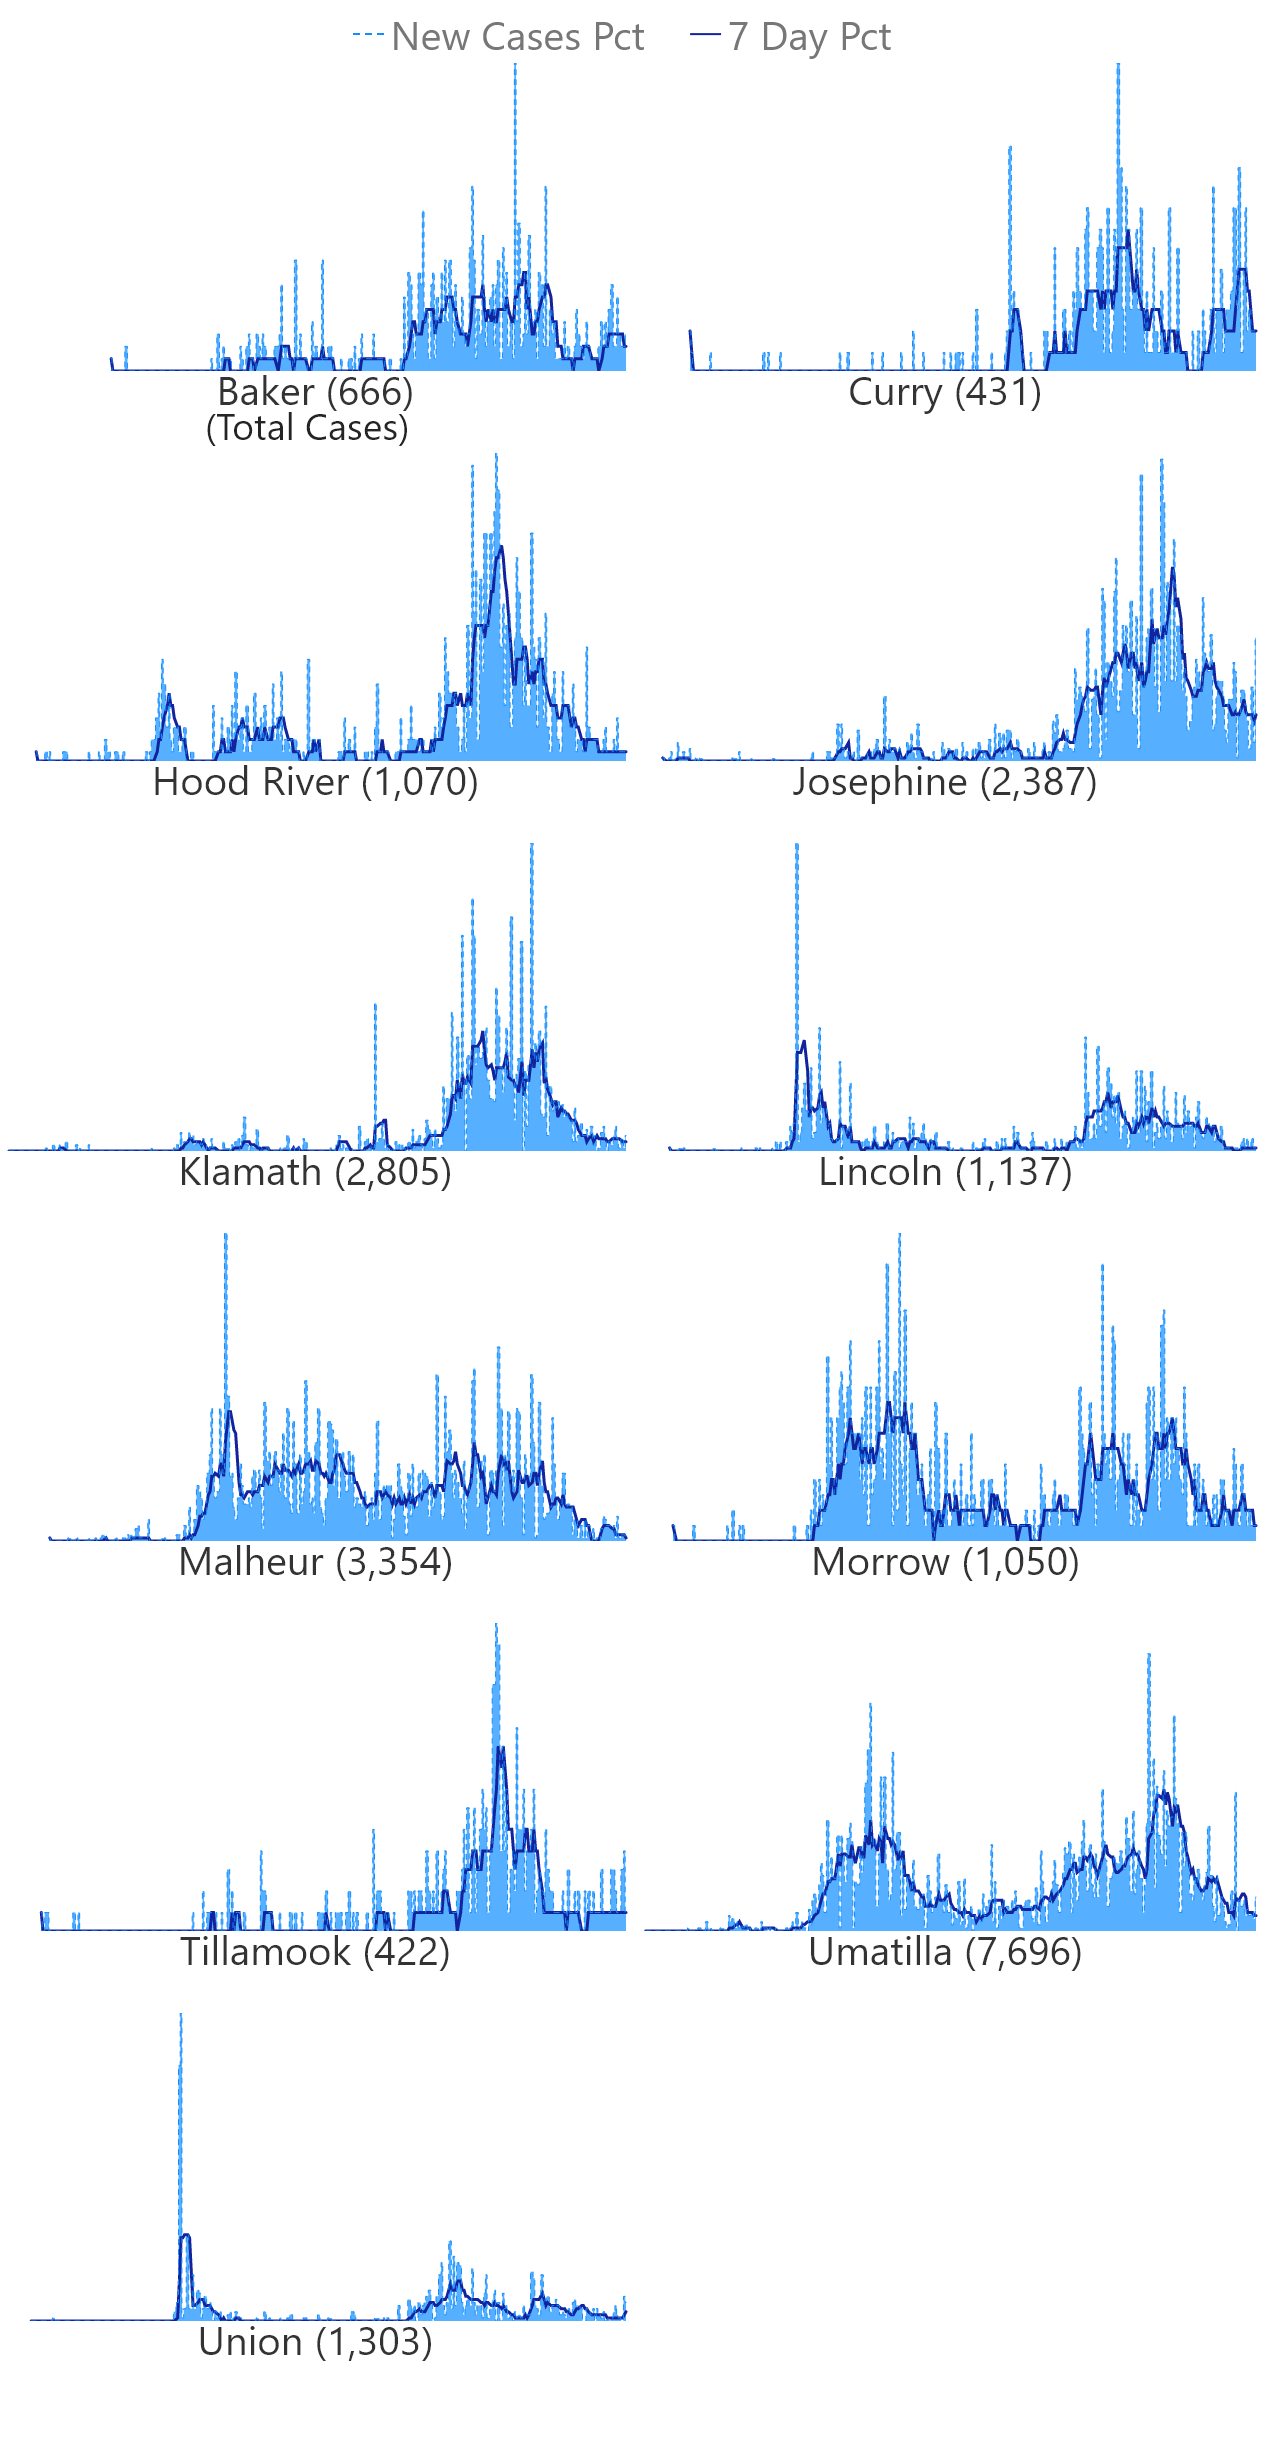 New Cases Pct 7 Day Pct
Baker (666)
(Total Cases)
Curry (431)
Hood River (1,070)
Josephine (2,387)
Klamath (2,805)
Lincoln (1,137)
Malheur (3,354)
Morrow (1,050)
Tillamook (422)
Umatilla (7,696)
Union (1,303)